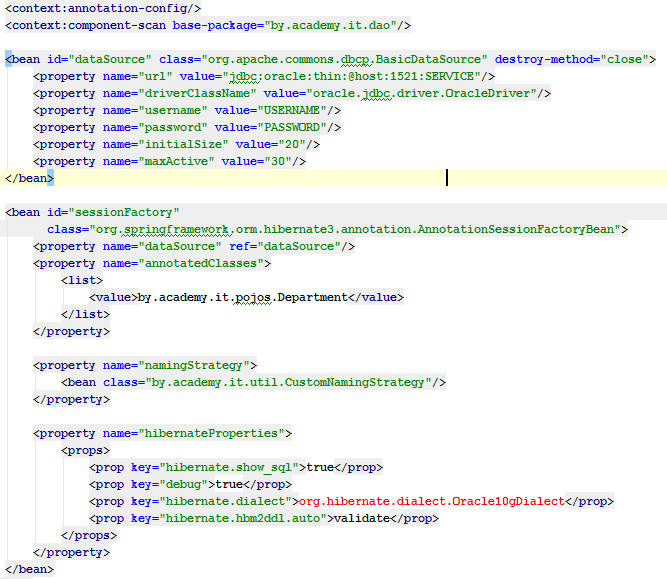 <context:annotation-config/>
<context:component-scan base-package="by.academy.it.dao"/>
<bean id="dataSource" class="org.apache.commons.dbcp.BasicDataSource" destroy-method="close">
<property name="url" value="jdbc:oracle:thin:@host:1521:SERVICE"/>
<property name="driverClassName" value="oracle.jdbc.driver.OracleDriver"/>
<property name="username" value="USERNAME"/>
<property name="password" value="PASSWORD"/>
<property name="initialSize" value="20"/>
<property name="maxActive" value="30"/>
</bean>
<bean id="sessionFactory"
class="org.springframework.orm.hibernate3.annotation.AnnotationSessionFactoryBean">
<property name="dataSource" ref="dataSource"/>
<property name="annotatedClasses">
<list>
<value>by.academy.it.pojos.Department</value>
</list>
</property>
<property name="namingStrategy">
<bean class="by.academy.it.util.CustomNamingStrategy"/>
</property>
<property name="hibernateProperties">
<props>
<prop key="hibernate.show_sql">true</prop>
<prop key="debug">true</prop>
<prop key="hibernate.dialect">org.hibernate.dialect.Oracle10gDialect</prop>
<prop key="hibernate.hbm2ddl.auto">validate</prop>
</props>
</property>
</bean>